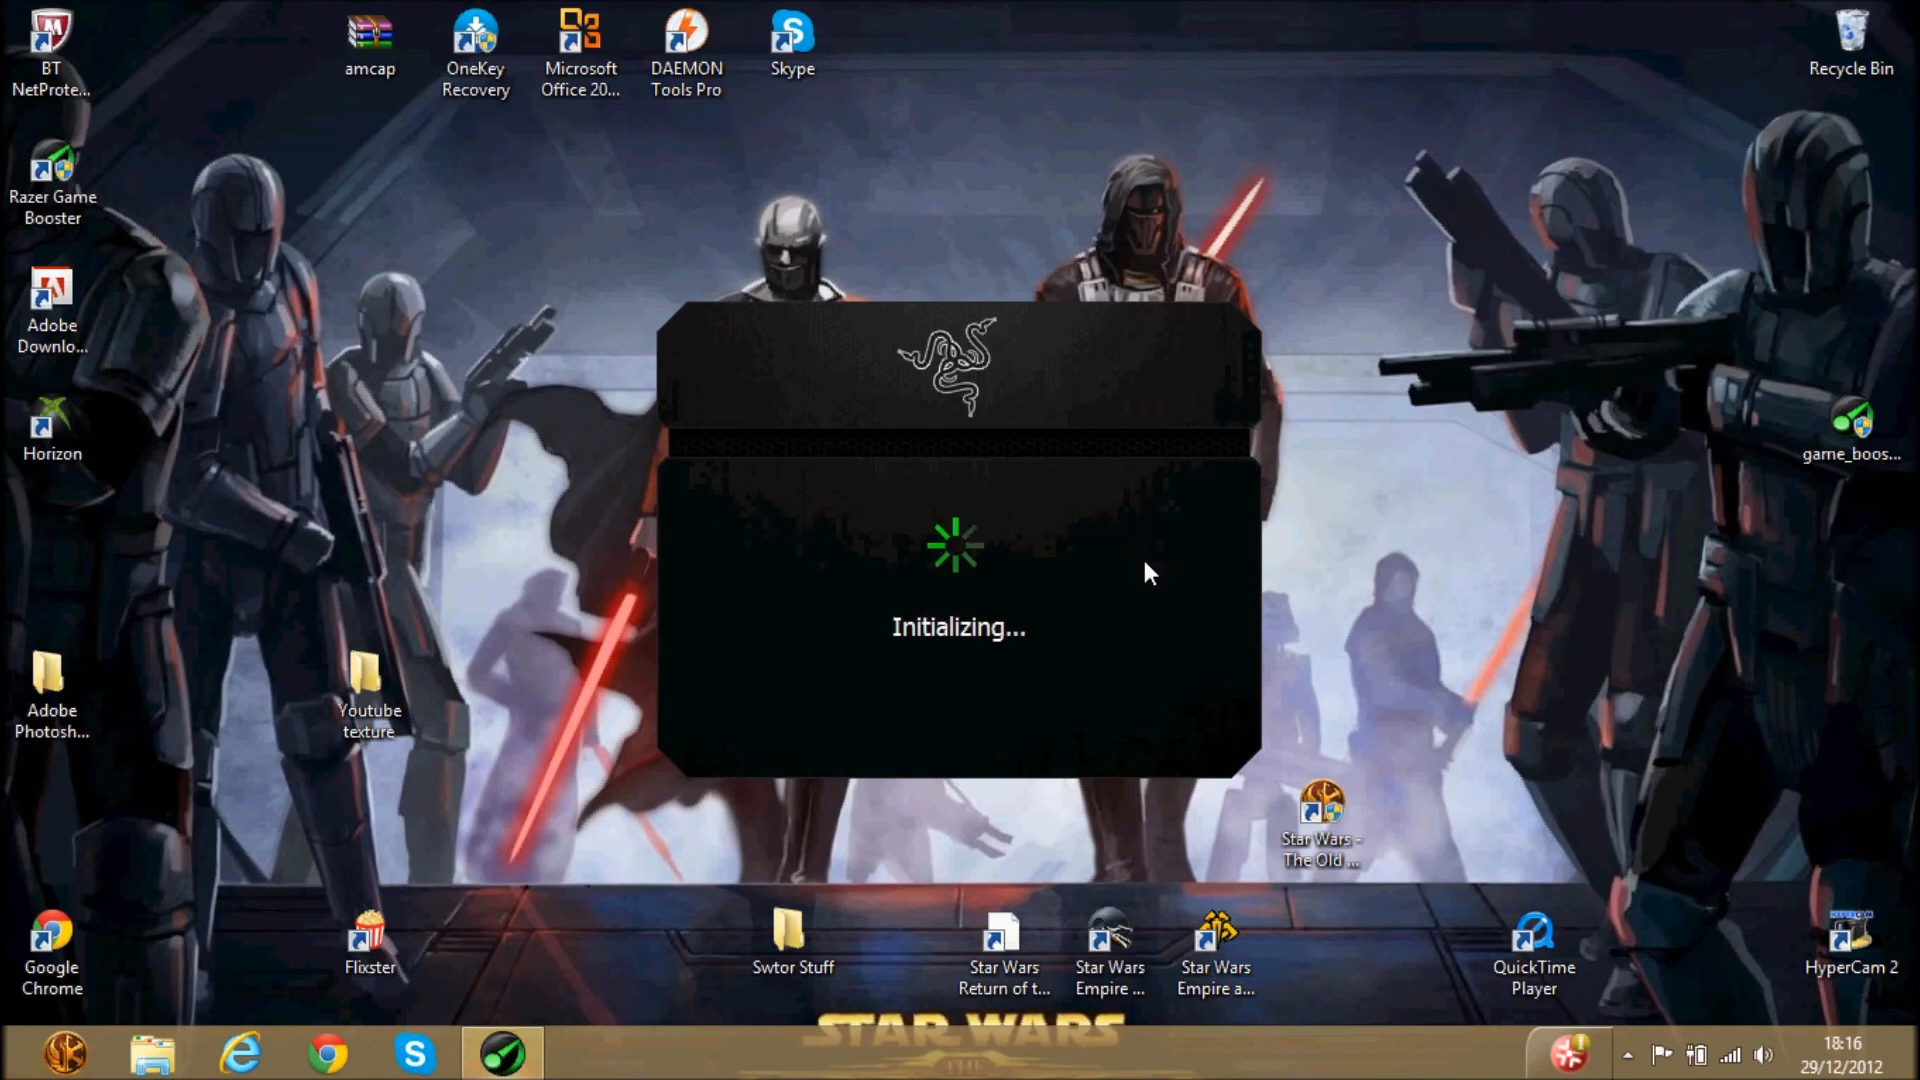 BT
NetProte...
amcap
OneKey
Recovery
Microsoft
Office 20...
DAEMON
Tools Pro
Skype
Recycle Bin
Razer Game
Booster
Adobe
Downlo...
Horizon
game_boos...
Initializing...
Adobe
Photosh...
Youtube
texture
Star Wars -
The Old ...
Google
Chrome
Flixster
Swtor Stuff
Star Wars
Return of t...
Star Wars
Empire ...
Star Wars
Empire a...
QuickTime
Player
HYPERCAM
HyperCam 2
STAR WARS
THE
18:16
29/12/2012